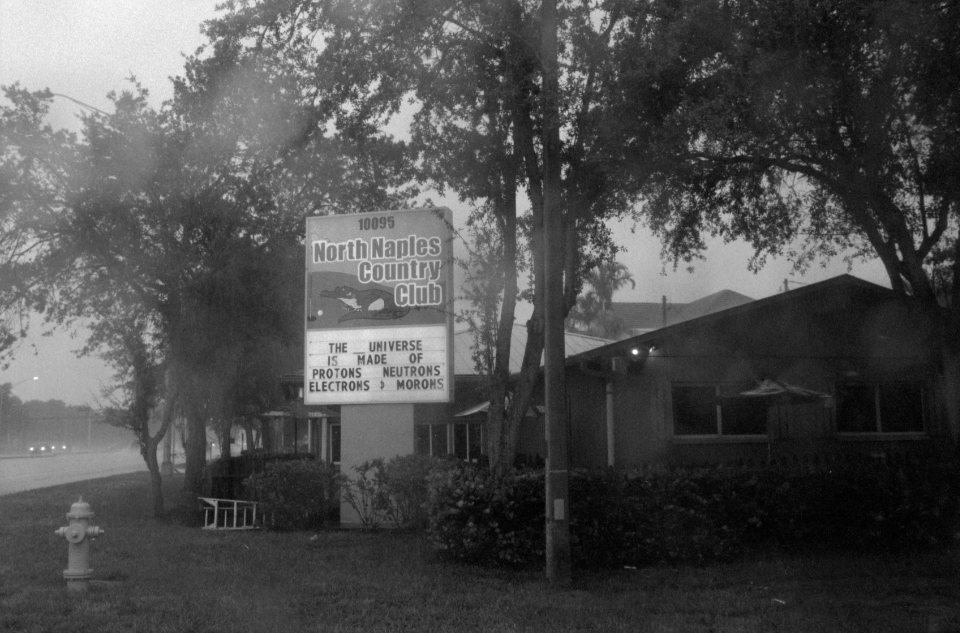 10095
North Naples
Country
Club
THE UNIVERSE
IS MADE OF
PROTONS NEUTRONS
ELECTRONS & MORONS